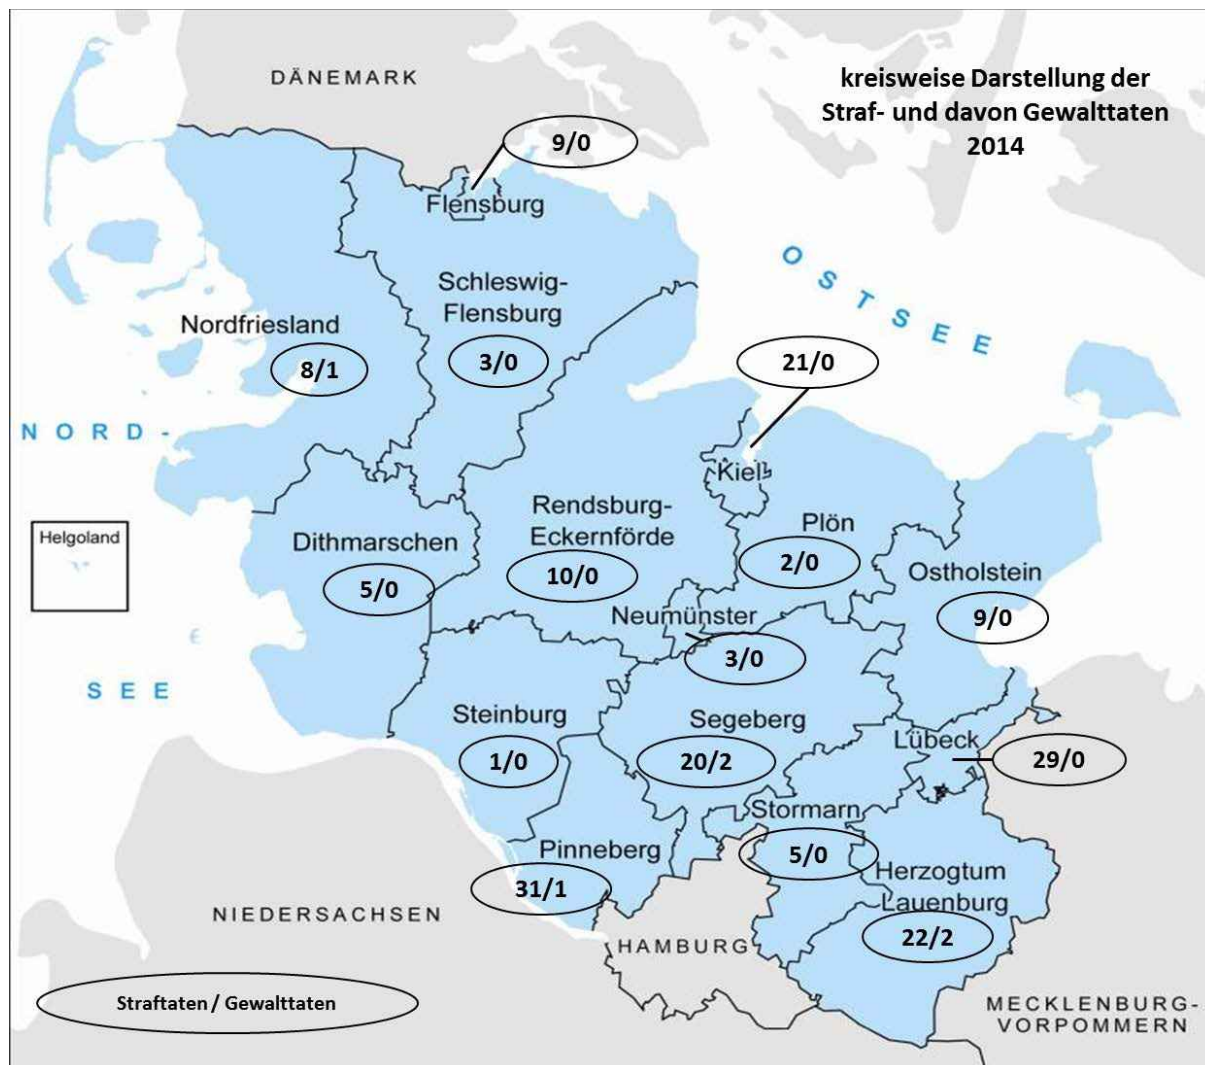 kreisweise Darstellung der
Straf- und davon Gewalttaten
2014
DÄNEMARK
9/0
Flensburg
OSTSEE
Schleswig-
Flensburg
3/0
Nordfriesland
8/1
21/0
NORD-
Kiel
Helgoland
Dithmarschen
5/0
Rendsburg-
Eckernförde
10/0
Plön
2/0
Ostholstein
9/0
Neumünster
3/0
SEE
Steinburg
1/0
Segeberg
20/2
Lübeck
29/0
Stormarn
5/0
Pinneberg
31/1
Herzogtum
Lauenburg
22/2
NIEDERSACHSEN
HAMBURG
Straftaten / Gewalttaten
MECKLENBURG-
VORPOMMERN